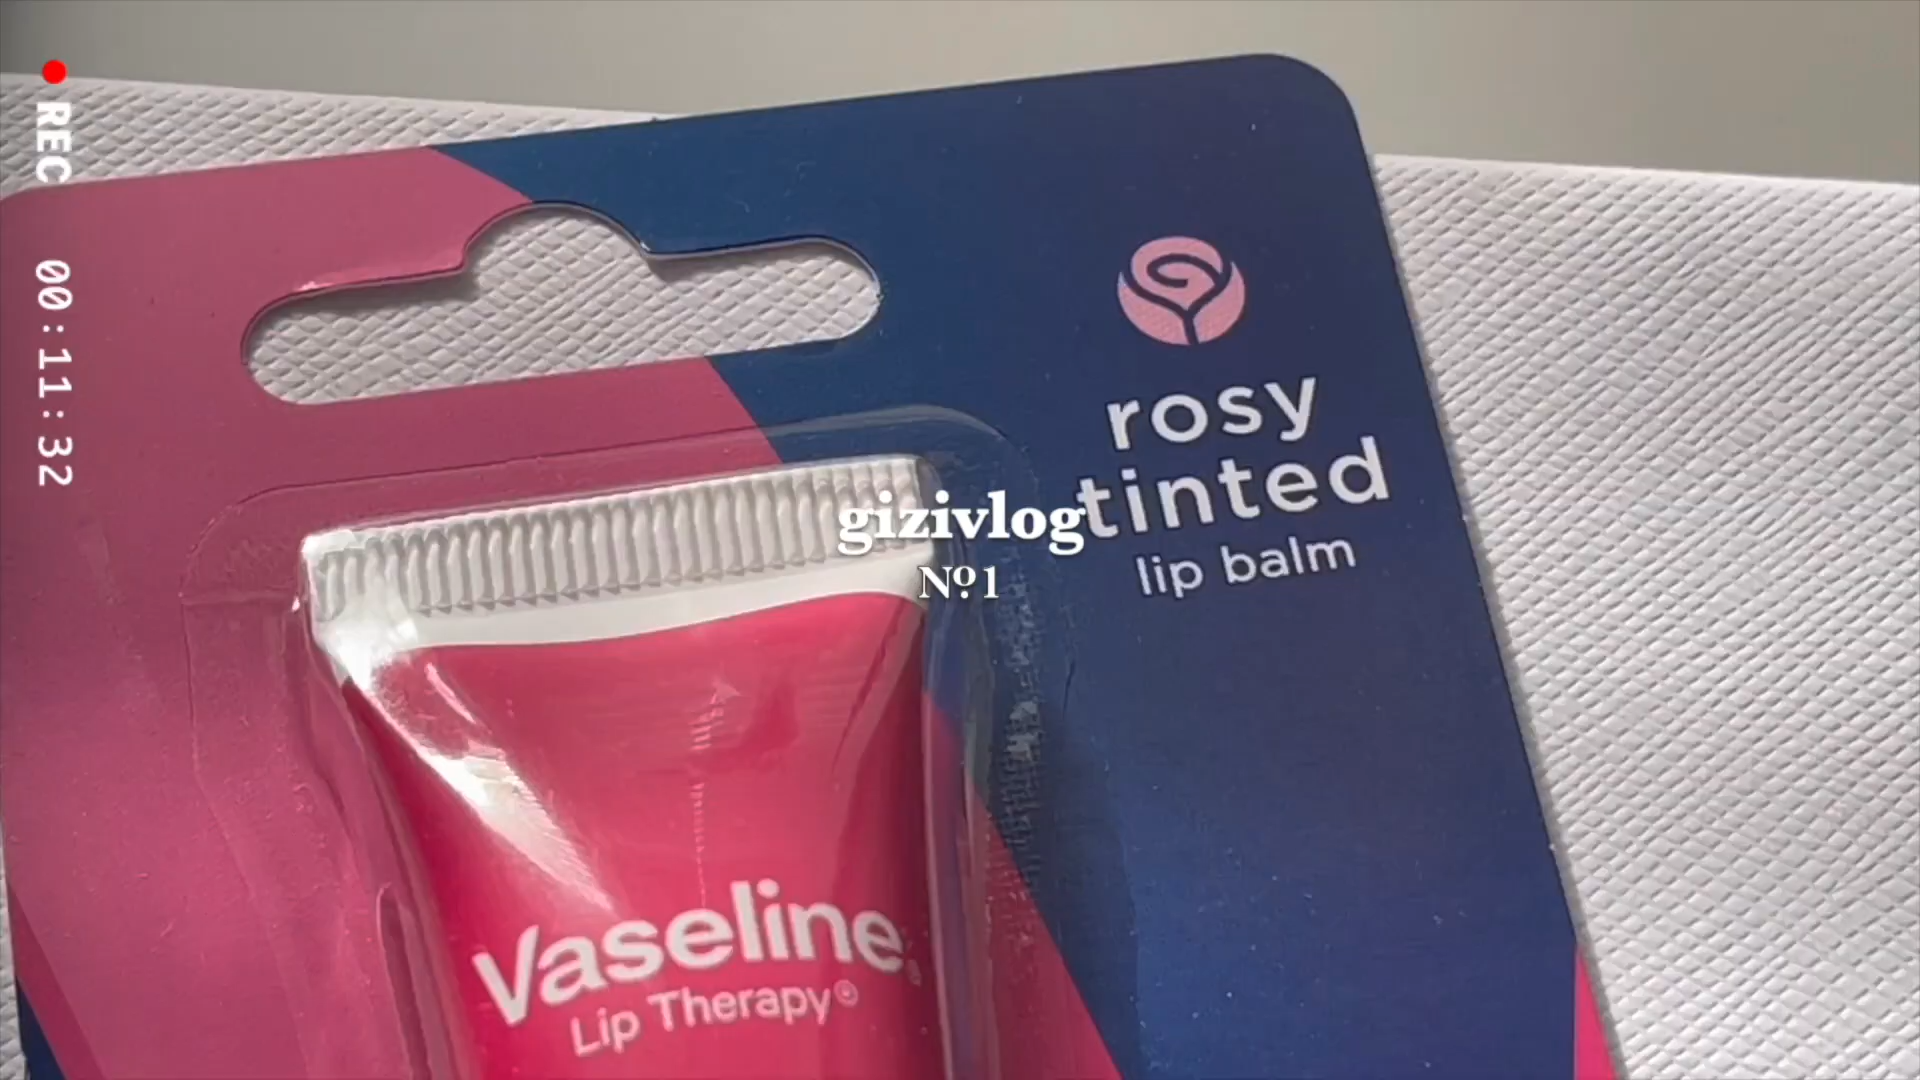 REC
00:11:32
rosy
tinted
lip balm
gizivlog
Nº1
Vaseline®
Lip Therapy®